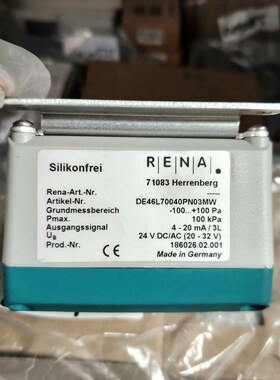 Silikonfrei
RENA.
71083 Herrenberg
Rena-Art.-Nr. -----
Artikel-Nr. DE46L70040PN03MW
Grundmessbereich -100...+100 Pa
Pmax. 100 kPa
Ausgangssignal 4 - 20 mA / 3L
UB 24 V DC/AC (20 - 32 V)
Prod.-Nr. 186026.02.001
CE Made in Germany